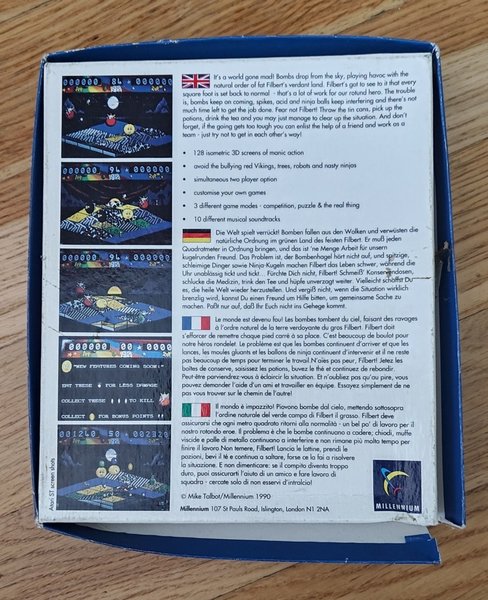 000000 84 000000
000000 96 000000
000000
"NEW FEATURES COMING SOON!"
EAT THESE FOR LESS DAMAGE
COLLECT THESE TO KILL
COLLECT FOR BONUS POINTS !!
001260 50 002320
Atari ST screen shots
It's a world gone mad! Bombs drop from the sky, playing havoc with the
natural order of fat Filbert's verdant land. Filbert's got to see to it that every
square foot is set back to normal - that's a lot of work for our rotund hero. The trouble
is, bombs keep on coming, spikes, acid and ninja balls keep interfering and there's not
much time left to get the job done. Fear not Filbert! Throw the tin cans, pick up the
potions, drink the tea and you may just manage to clear up the situation. And don't
forget, if the going gets too tough you can enlist the help of a friend and work as a
team - just try not to get in each other's way!
• 128 isometric 3D screens of manic action
• avoid the bullying red Vikings, trees, robots and nasty ninjas
• simultaneous two player option
• customise your own games
• 3 different game modes - competition, puzzle & the real thing
• 10 different musical soundtracks
Die Welt spielt verrückt! Bomben fallen aus den Wolken und verwisten die
natürliche Ordnung im grünen Land des feisten Filbert. Er muß jeden
Quadratmeter in Ordnung bringen, und das ist 'ne Menge Arbeit für unsern
kugelrunden Freund. Das Problem ist, der Bombenhagel hört nicht auf, und spitzige,
schleimige Dinger sowie Ninja-Kugeln machen Filbert das Leben schwer, während die
Uhr unablässig tickt und tickt . Fürchte Dich nicht, Filbert! Schmeiß' Konservendosen,
schlucke die Medizin, trink den Tee und hüpfe unverzagt weiter. Vielleicht schaffst Du
es, die heile Welt wieder herzustellen. Und vergiß nicht, wenn die Situation wirklich
brenzlig wird, kannst Du einen Freund um Hilfe bitten, um gemeinsame Sache zu
machen. Paßt nur auf, daß Ihr Euch nicht ins Gehege kommt.
Le monde est devenu fou! Les bombes tombent du ciel, faisant des ravages
à l'ordre naturel de la terre verdoyante du gros Filbert. Filbert doit
s'efforcer de remettre chaque pied carré à sa place. C'est beaucoup de boulot pour
notre héros rondelet. Le problème est que les bombes continuent d'arriver et que les
lances, les moules gluants et les ballons de ninja continuent d'intervenir et il ne reste
pas beaucoup de temps pour terminer le travail.N'aies pas peur, Filbert! Jetez les
boîtes de conserve, saisissez les potions, buvez le thé et continuez de rebondir.
Peut-être parviendrez-vous à éclaircir la situation. Et n'oubliez pas qu'au pire, vous
pouvez demander l'aide d'un ami et travailler en équipe. Essayez simplement de ne
pas vous trouver sur le chemin de l'autre!
Il mondo è impazzito! Piovono bombe dal cielo, mettendo sottosopra
l'ordine naturale del verde campo di Filbert il grasso. Filbert deve
assicurarsi che ogni metro quadrato ritorni alla normalità - un bel po' di lavoro per il
nostro rotondo eroe. Il problema è che le bombe continuano a cadere; chiodi, muffe
viscide e palle di metallo continuano a interferire e non rimane più molto tempo per
finire il lavoro Non temere, Filbert! Lancia le lattine, prendi le
pozioni, bevi il tè e continua a saltare, forse ce la fai a risolvere
la situazione. E non dimenticare: se il compito diventa troppo
duro, puoi assicurarti l'aiuto di un amico e fare lavoro di
squadra - cercate solo di non esservi d'intralcio!
© Mike Talbot/Millennium 1990
Millennium 107 St Pauls Road, Islington, London N1 2NA
MILLENNIUM